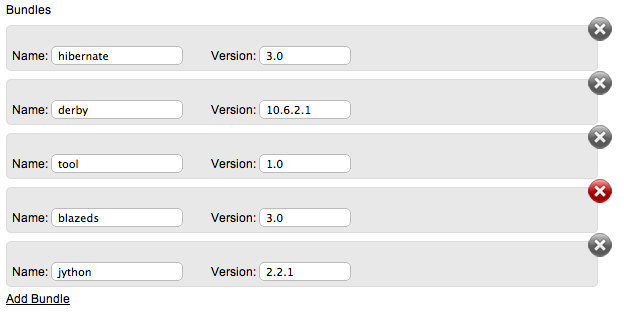 Bundles
Name: hibernate Version: 3.0
Name: derby Version: 10.6.2.1
Name: tool Version: 1.0
Name: blazeds Version: 3.0
Name: jython Version: 2.2.1
Add Bundle